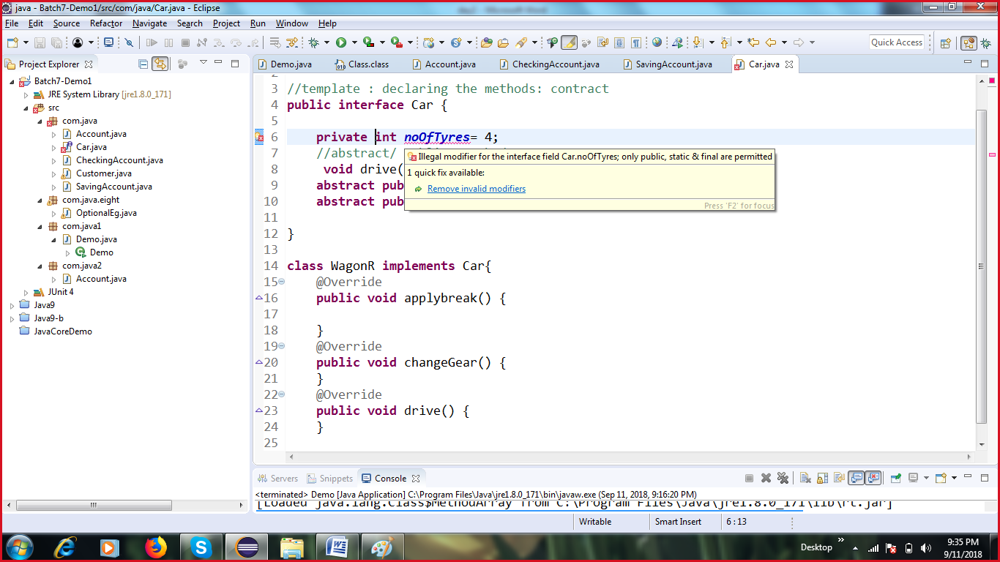 java - Batch7-Demo1/src/com/java/Car.java - Eclipse
File Edit Source Refactor Navigate Search Project Run Window Help
Quick Access
Project Explorer
Batch7-Demo1
JRE System Library [jre1.8.0_171]
src
com.java
Account.java
Car.java
CheckingAccount.java
Customer.java
SavingAccount.java
com.java.eight
OptionalEg.java
com.java1
Demo.java
Demo
com.java2
Account.java
JUnit 4
Java9
Java9-b
JavaCoreDemo
Demo.java Class.class Account.java CheckingAccount.java SavingAccount.java Car.java
2
3 //template : declaring the methods: contract
4 public interface Car {
5
6 private int noOfTyres= 4;
7 //abstract/
8 void drive(
9 abstract pub
10 abstract pub
11
12 }
13
14 class WagonR implements Car{
15 @Override
16 public void applybreak() {
17
18 }
19 @Override
20 public void changeGear() {
21 }
22 @Override
23 public void drive() {
24 }
25
Illegal modifier for the interface field Car.noOfTyres; only public, static & final are permitted
1 quick fix available:
Remove invalid modifiers
Press 'F2' for focus
Servers Snippets Console
<terminated> Demo [Java Application] C:\Program Files\Java\jre1.8.0_171\bin\javaw.exe (Sep 11, 2018, 9:16:20 PM)
[Loaded java.lang.Class$MethodArray from C:\Program Files\Java\jre1.8.0_171\lib\rt.jar]
Writable Smart Insert 6 : 13
Desktop
9:35 PM
9/11/2018